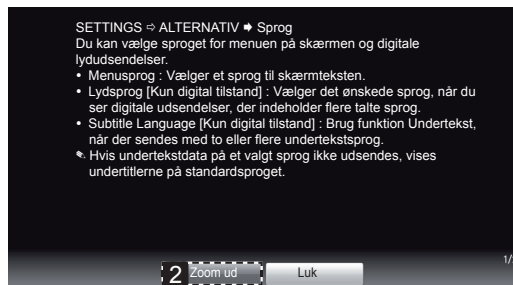 SETTINGS ⇨ ALTERNATIV ➧ Sprog
Du kan vælge sproget for menuen på skærmen og digitale
lydudsendelser.
• Menusprog : Vælger et sprog til skærmteksten.
• Lydsprog [Kun digital tilstand] : Vælger det ønskede sprog, når du
ser digitale udsendelser, der indeholder flere talte sprog.
• Subtitle Language [Kun digital tilstand] : Brug funktion Undertekst,
når der sendes med to eller flere undertekstsprog.
✎ Hvis undertekstdata på et valgt sprog ikke udsendes, vises
undertitlerne på standardsproget.
1/
2 Zoom ud Luk